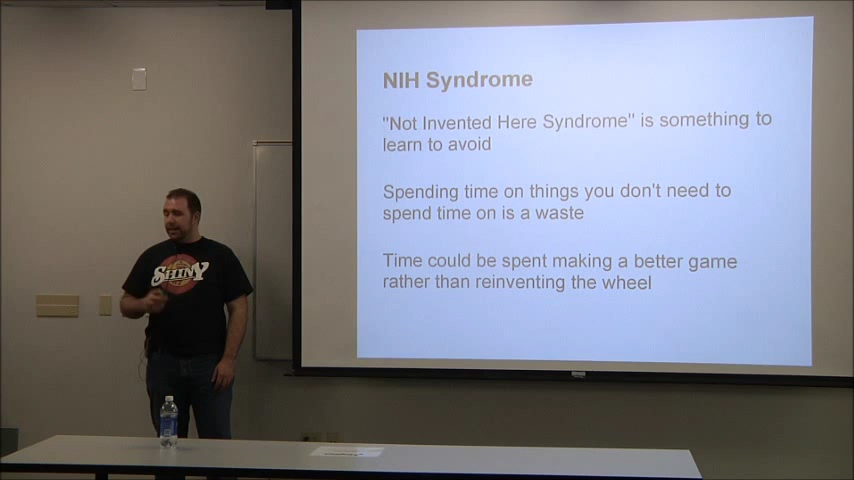 NIH Syndrome
"Not Invented Here Syndrome" is something to
learn to avoid
Spending time on things you don't need to
spend time on is a waste
Time could be spent making a better game
rather than reinventing the wheel
SHINY